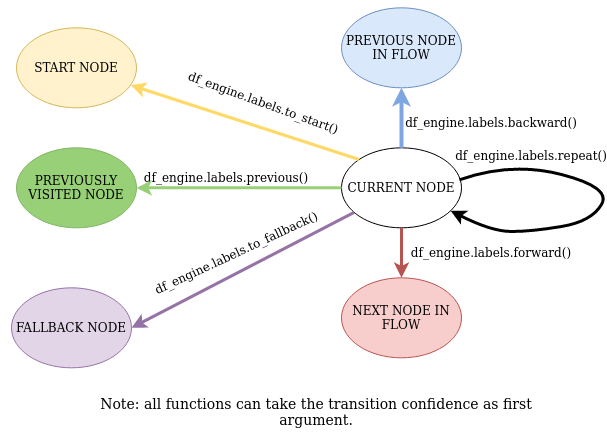 PREVIOUS NODE
IN FLOW
START NODE
df_engine.labels.to_start()
df_engine.labels.backward()
df_engine.labels.repeat()
PREVIOUSLY
VISITED NODE
df_engine.labels.previous()
CURRENT NODE
df_engine.labels.to_fallback()
df_engine.labels.forward()
FALLBACK NODE
NEXT NODE IN
FLOW
Note: all functions can take the transition confidence as first
argument.